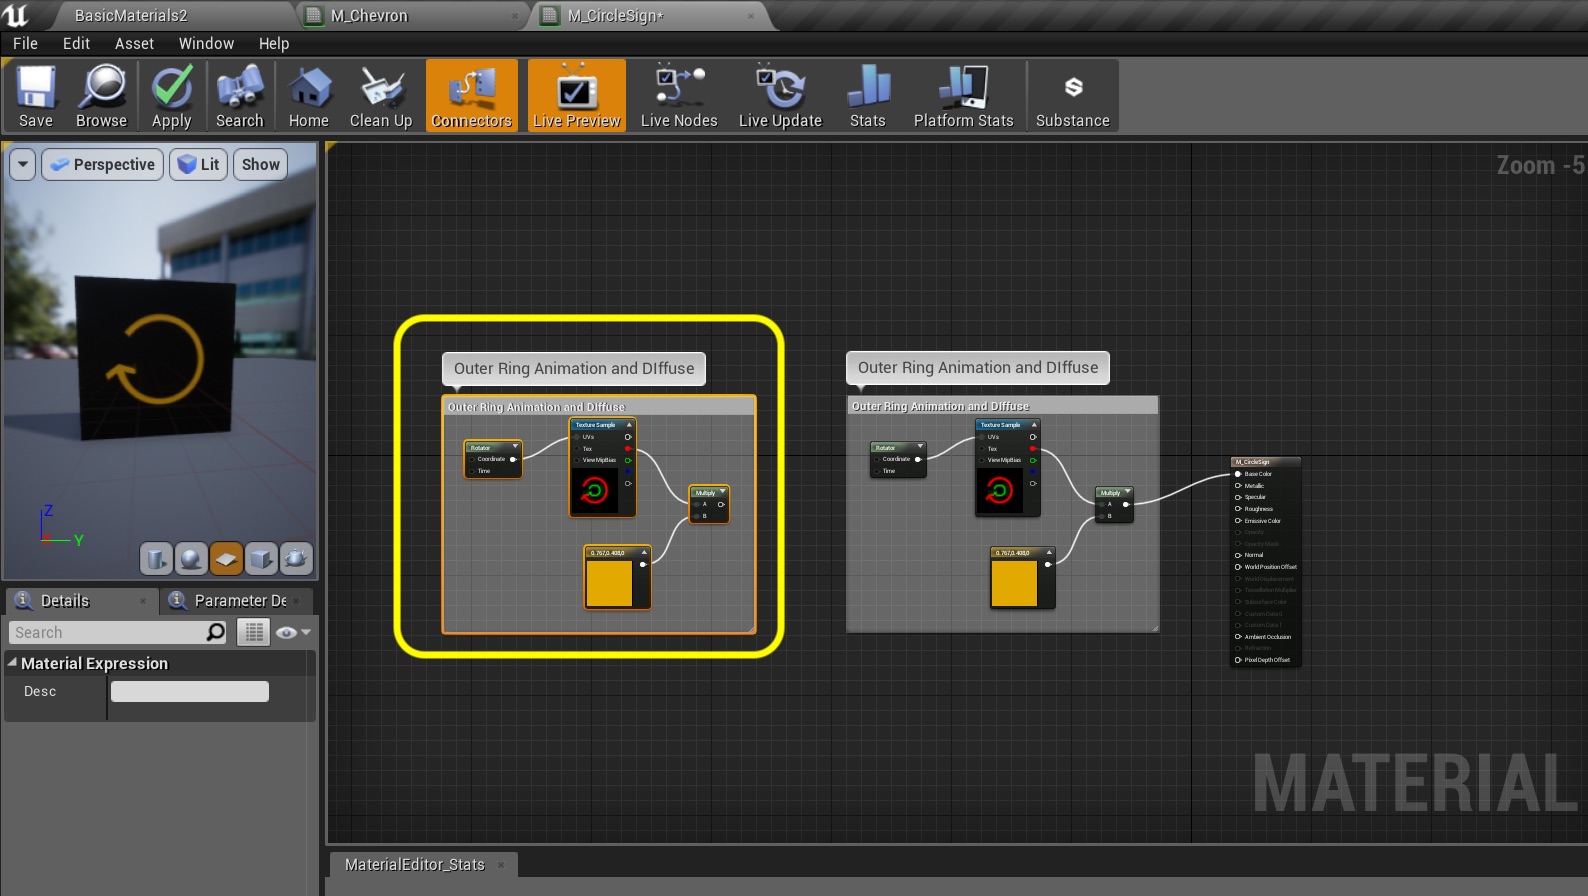 BasicMaterials2
M_Chevron
M_CircleSign*
File Edit Asset Window Help
Save Browse Apply Search Home Clean Up Connectors Live Preview Live Nodes Live Update Stats Platform Stats Substance
Perspective Lit Show
Zoom -5
Outer Ring Animation and DIffuse
Outer Ring Animation and DIffuse
Rotator
Coordinate
Time
Texture Sample
UVs
Tex
View MipBias
Multiply
A
B
0.767,0.408,0
Outer Ring Animation and DIffuse
Outer Ring Animation and DIffuse
Rotator
Coordinate
Time
Texture Sample
UVs
Tex
View MipBias
Multiply
A
B
0.767,0.408,0
M_CircleSign
Base Color
Metallic
Specular
Roughness
Emissive Color
Opacity
Opacity Mask
Normal
World Position Offset
World Displacement
Tessellation Multiplier
Subsurface Color
Custom Data 0
Custom Data 1
Ambient Occlusion
Refraction
Pixel Depth Offset
Z
X
Y
Details
Parameter De
Search
Material Expression
Desc
MATERIAL
MaterialEditor_Stats